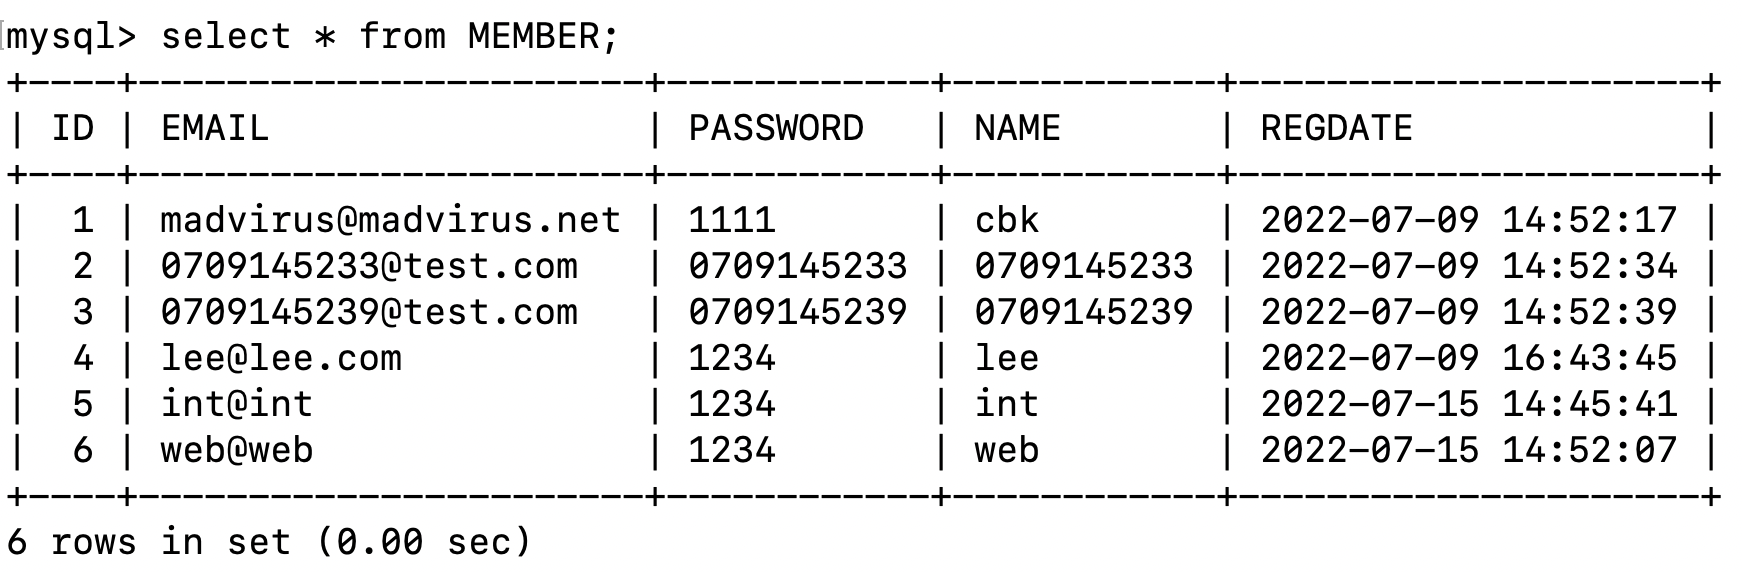 mysql> select * from MEMBER;
+----+-----------------------+------------+------------+---------------------+
| ID | EMAIL                 | PASSWORD   | NAME       | REGDATE             |
+----+-----------------------+------------+------------+---------------------+
|  1 | madvirus@madvirus.net | 1111       | cbk        | 2022-07-09 14:52:17 |
|  2 | 0709145233@test.com   | 0709145233 | 0709145233 | 2022-07-09 14:52:34 |
|  3 | 0709145239@test.com   | 0709145239 | 0709145239 | 2022-07-09 14:52:39 |
|  4 | lee@lee.com           | 1234       | lee        | 2022-07-09 16:43:45 |
|  5 | int@int               | 1234       | int        | 2022-07-15 14:45:41 |
|  6 | web@web               | 1234       | web        | 2022-07-15 14:52:07 |
+----+-----------------------+------------+------------+---------------------+
6 rows in set (0.00 sec)